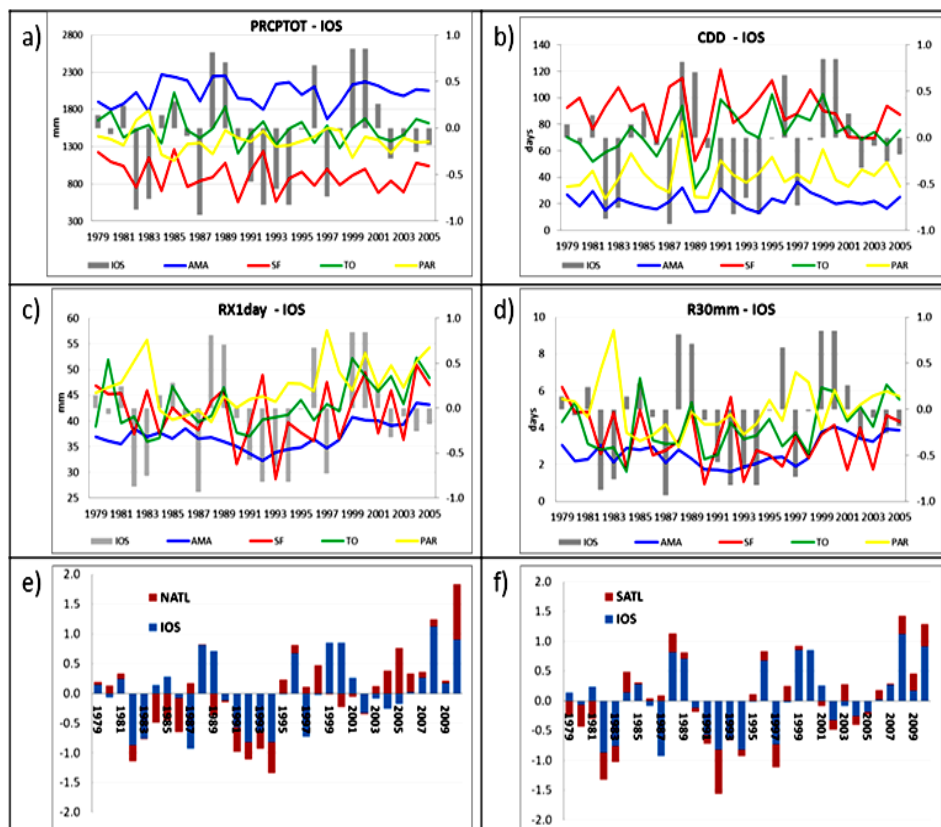 a)
PRCPTOT - IOS
2800
2300
1800
1300
800
300
mm
1.0
0.5
0.0
-0.5
-1.0
1979 1981 1983 1985 1987 1989 1991 1993 1995 1997 1999 2001 2003 2005
IOS AMA SF TO PAR
b)
CDD - IOS
140
120
100
80
60
40
20
0
days
1.0
0.5
0.0
-0.5
-1.0
1979 1981 1983 1985 1987 1989 1991 1993 1995 1997 1999 2001 2003 2005
IOS AMA SF TO PAR
c)
RX1day - IOS
60
55
50
45
40
35
30
25
mm
1.0
0.5
0.0
-0.5
-1.0
1979 1981 1983 1985 1987 1989 1991 1993 1995 1997 1999 2001 2003 2005
IOS AMA SF TO PAR
d)
R30mm - IOS
10
8
6
4
2
0
days
1.0
0.5
0.0
-0.5
-1.0
1979 1981 1983 1985 1987 1989 1991 1993 1995 1997 1999 2001 2003 2005
IOS AMA SF TO PAR
e)
2.0
1.5
1.0
0.5
0.0
-0.5
-1.0
-1.5
-2.0
NATL
IOS
1979 1981 1983 1985 1987 1989 1991 1993 1995 1997 1999 2001 2003 2005 2007 2009
f)
2.0
1.5
1.0
0.5
0.0
-0.5
-1.0
-1.5
-2.0
SATL
IOS
1979 1981 1983 1985 1987 1989 1991 1993 1995 1997 1999 2001 2003 2005 2007 2009